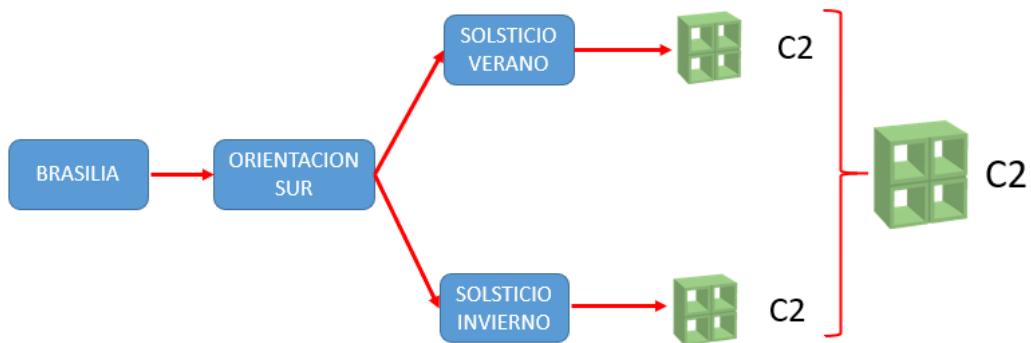 BRASILIA
ORIENTACION
SUR
SOLSTICIO
VERANO
C2
SOLSTICIO
INVIERNO
C2
C2